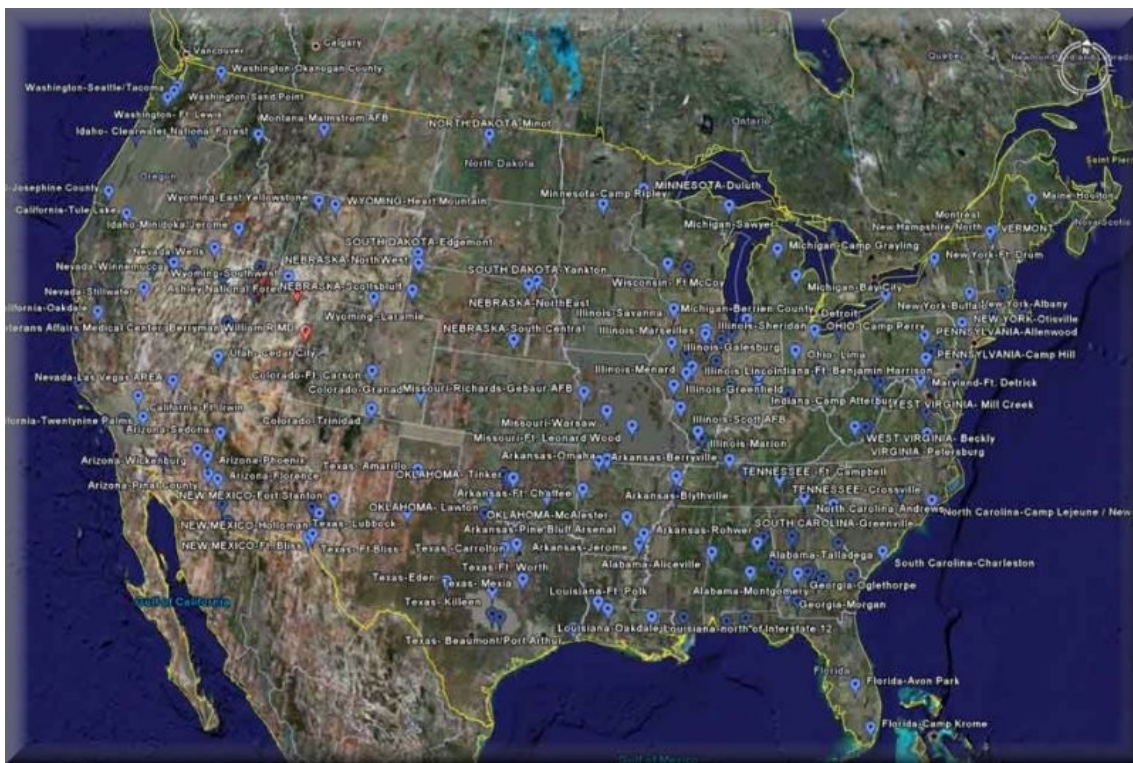 Vancouver
Calgary
Quebec
Washington-Okanogan County
Washington-Seattle/Tacoma
Washington/Sand Point
Washington- Ft. Lewis
Montana-Malmstrom AFB
Idaho- Clearwater National Forest
NORTH DAKOTA-Minot
Ontario
North Dakota
Saint Pierre
Oregon
-Josephine County
Wyoming-East Yellowstone
WYOMING-Heart Mountain
Minnesota-Camp Ripley
MINNESOTA-Duluth
Maine-Houlton
California-Tule Lake
Michigan-Sawyer
Montreal
Nova Scotia
Idaho-Minidoka/Jerome
New Hampshire North
VERMONT
SOUTH DAKOTA-Edgemont
Michigan-Camp Grayling
Nevada-Wells
NEBRASKA-NorthWest
New York-Ft. Drum
Nevada-Winnemucca
Wyoming-Southwest
SOUTH DAKOTA-Yankton
Wisconsin- Ft McCoy
Michigan-Bay City
Nevada-Stillwater
Ashley National Forest
NEBRASKA-Scottsbluff
NEBRASKA-NorthEast
Michigan-Berrien County
New York-Buffalo
New York-Albany
California-Oakdale
Wyoming-Laramie
Illinois-Savanna
Detroit
NEW YORK-Otisville
Veterans Affairs Medical Center: Berryman William R MD
NEBRASKA-South Central
Illinois-Marseilles
Illinois-Sheridan
OHIO- Camp Perry
PENNSYLVANIA-Allenwood
Utah-Cedar City
Illinois-Galesburg
Ohio-Lima
PENNSYLVANIA-Camp Hill
Colorado-Ft. Carson
Illinois-Menard
Illinois Lincoln
Indiana-Ft. Benjamin Harrison
Nevada-Las Vegas AREA
Colorado-Granada
Missouri-Richards-Gebaur AFB
Illinois-Greenfield
Maryland-Ft. Detrick
California-Ft. Irwin
Indiana-Camp Atterbury
WEST VIRGINIA- Mill Creek
California-Twentynine Palms
Colorado-Trinidad
Missouri-Warsaw
Illinois-Scott AFB
Arizona-Sedona
Missouri-Ft. Leonard Wood
Illinois-Marion
WEST VIRGINIA- Beckly
VIRGINIA- Petersburg
Arizona-Wickenburg
Arizona-Phoenix
Texas- Amarillo
Arkansas-Omaha
Arkansas-Berryville
Arizona-Florence
OKLAHOMA-Tinker
TENNESSEE -Ft. Campbell
Arizona-Pinal County
NEW MEXICO-Fort Stanton
Arkansas-Ft. Chaffee
Arkansas-Blythville
TENNESSEE-Crossville
OKLAHOMA- Lawton
North Carolina Andrews
North Carolina-Camp Lejeune / New
NEW MEXICO-Holloman
Texas- Lubbock
OKLAHOMA-McAlester
SOUTH CAROLINA-Greenville
Arkansas-Pine Bluff Arsenal
Arkansas-Rohwer
NEW MEXICO-Ft. Bliss
Texas- Ft Bliss
Texas- Carrolton
Arkansas-Jerome
Alabama-Talladega
South Carolina-Charleston
Texas-Ft. Worth
Alabama-Aliceville
Texas-Eden
Texas- Mexia
Alabama-Montgomery
Georgia-Oglethorpe
Gulf of California
Texas- Killeen
Louisiana-Ft. Polk
Georgia-Morgan
Texas- Beaumont/Port Arthur
Louisiana-Oakdale
Louisiana-north of Interstate 12
Florida
Florida-Avon Park
Florida-Camp Krome
Gulf of Mexico